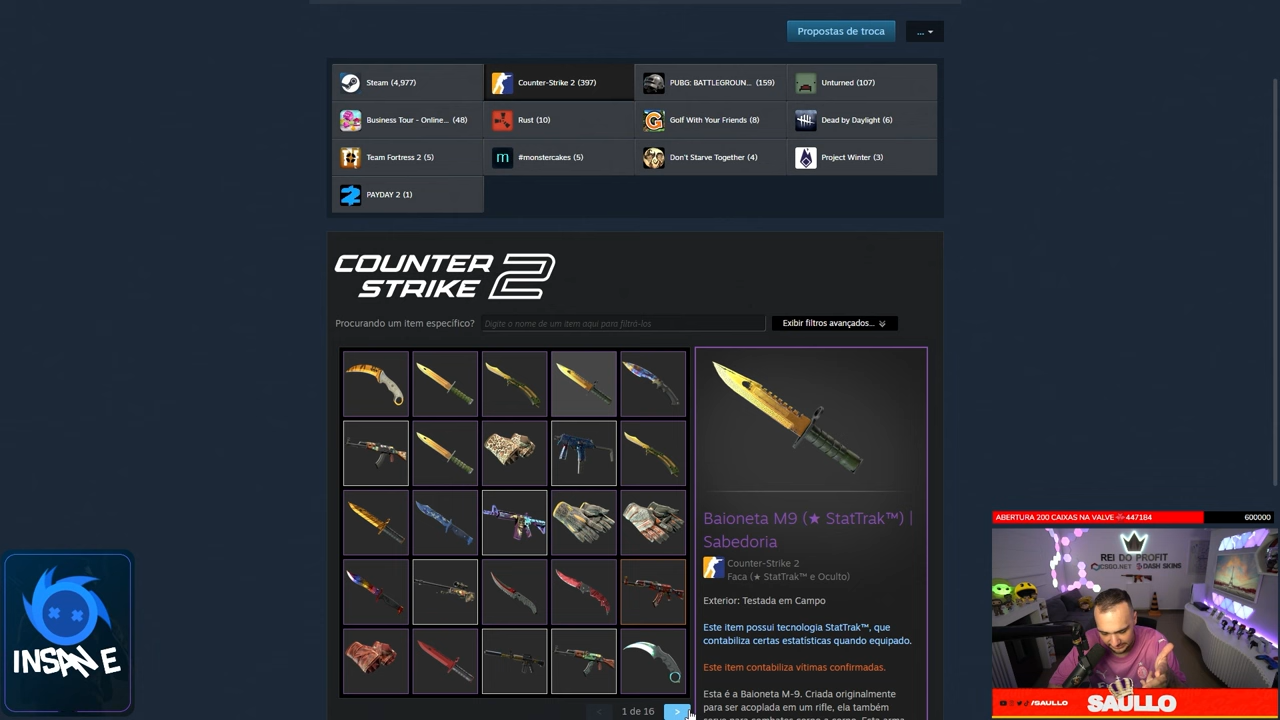 Propostas de troca
...
Steam (4,977)
Counter-Strike 2 (397)
PUBG: BATTLEGROUN... (159)
Unturned (107)
Business Tour - Online... (48)
Rust (10)
Golf With Your Friends (8)
Dead by Daylight (6)
Team Fortress 2 (5)
m
#monstercakes (5)
Don't Starve Together (4)
Project Winter (3)
PAYDAY 2 (1)
COUNTER
STRIKE 2
Procurando um item específico?
Digite o nome de um item aqui para filtrá-los
Exibir filtros avançados...
Baioneta M9 (★ StatTrak™) |
Sabedoria
Counter-Strike 2
Faca (★ StatTrak™ e Oculto)
Exterior: Testada em Campo
Este item possui tecnologia StatTrak™, que
contabiliza certas estatísticas quando equipado.
Este item contabiliza vítimas confirmadas.
Esta é a Baioneta M-9. Criada originalmente
para ser acoplada em um rifle, ela também
< 1 de 16 >
INSANE
ABERTURA 200 CAIXAS NA VALVE 447184
600000
REI DO PROFIT
CSGO.NET DASH SKINS
/SAULLO
SAULLO